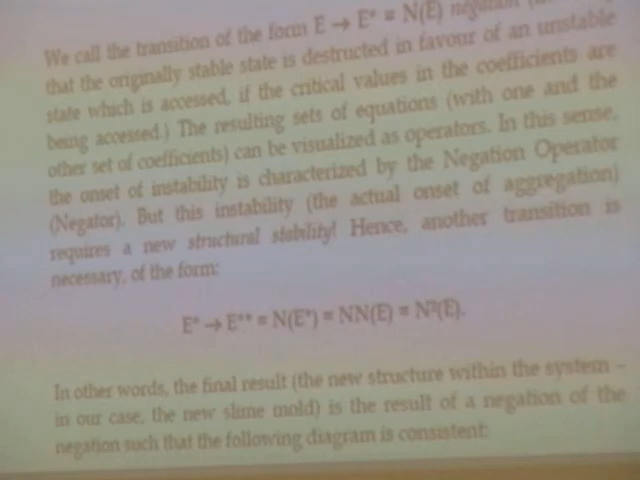 We call the transition of the form E → E* ≡ N(E) negation
that the originally stable state is destructed in favour of an unstable
state which is accessed, if the critical values in the coefficients are
being accessed.) The resulting sets of equations (with one and the
other set of coefficients) can be visualized as operators. In this sense,
the onset of instability is characterized by the Negation Operator
(Negator). But this instability (the actual onset of aggregation)
requires a new structural stability! Hence, another transition is
necessary, of the form:
E* → E** ≡ N(E*) ≡ NN(E) ≡ N²(E).
In other words, the final result (the new structure within the system –
in our case, the new slime mold) is the result of a negation of the
negation such that the following diagram is consistent: